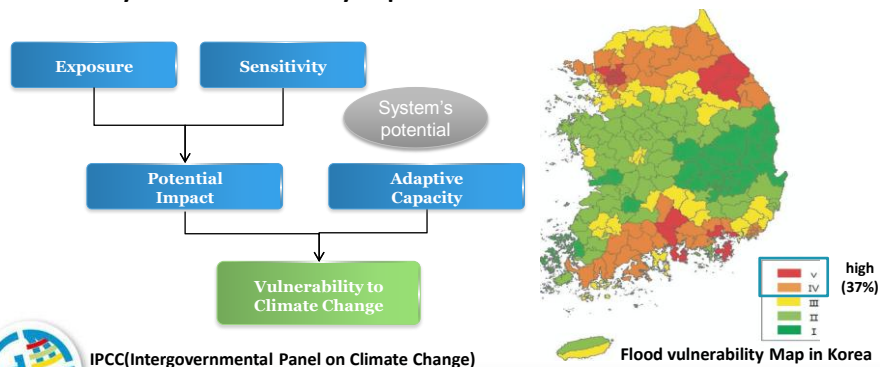 Exposure
Sensitivity
System's
potential
Potential
Impact
Adaptive
Capacity
Vulnerability to
Climate Change
IPCC(Intergovernmental Panel on Climate Change)
V
IV
III
II
I
high
(37%)
Flood vulnerability Map in Korea